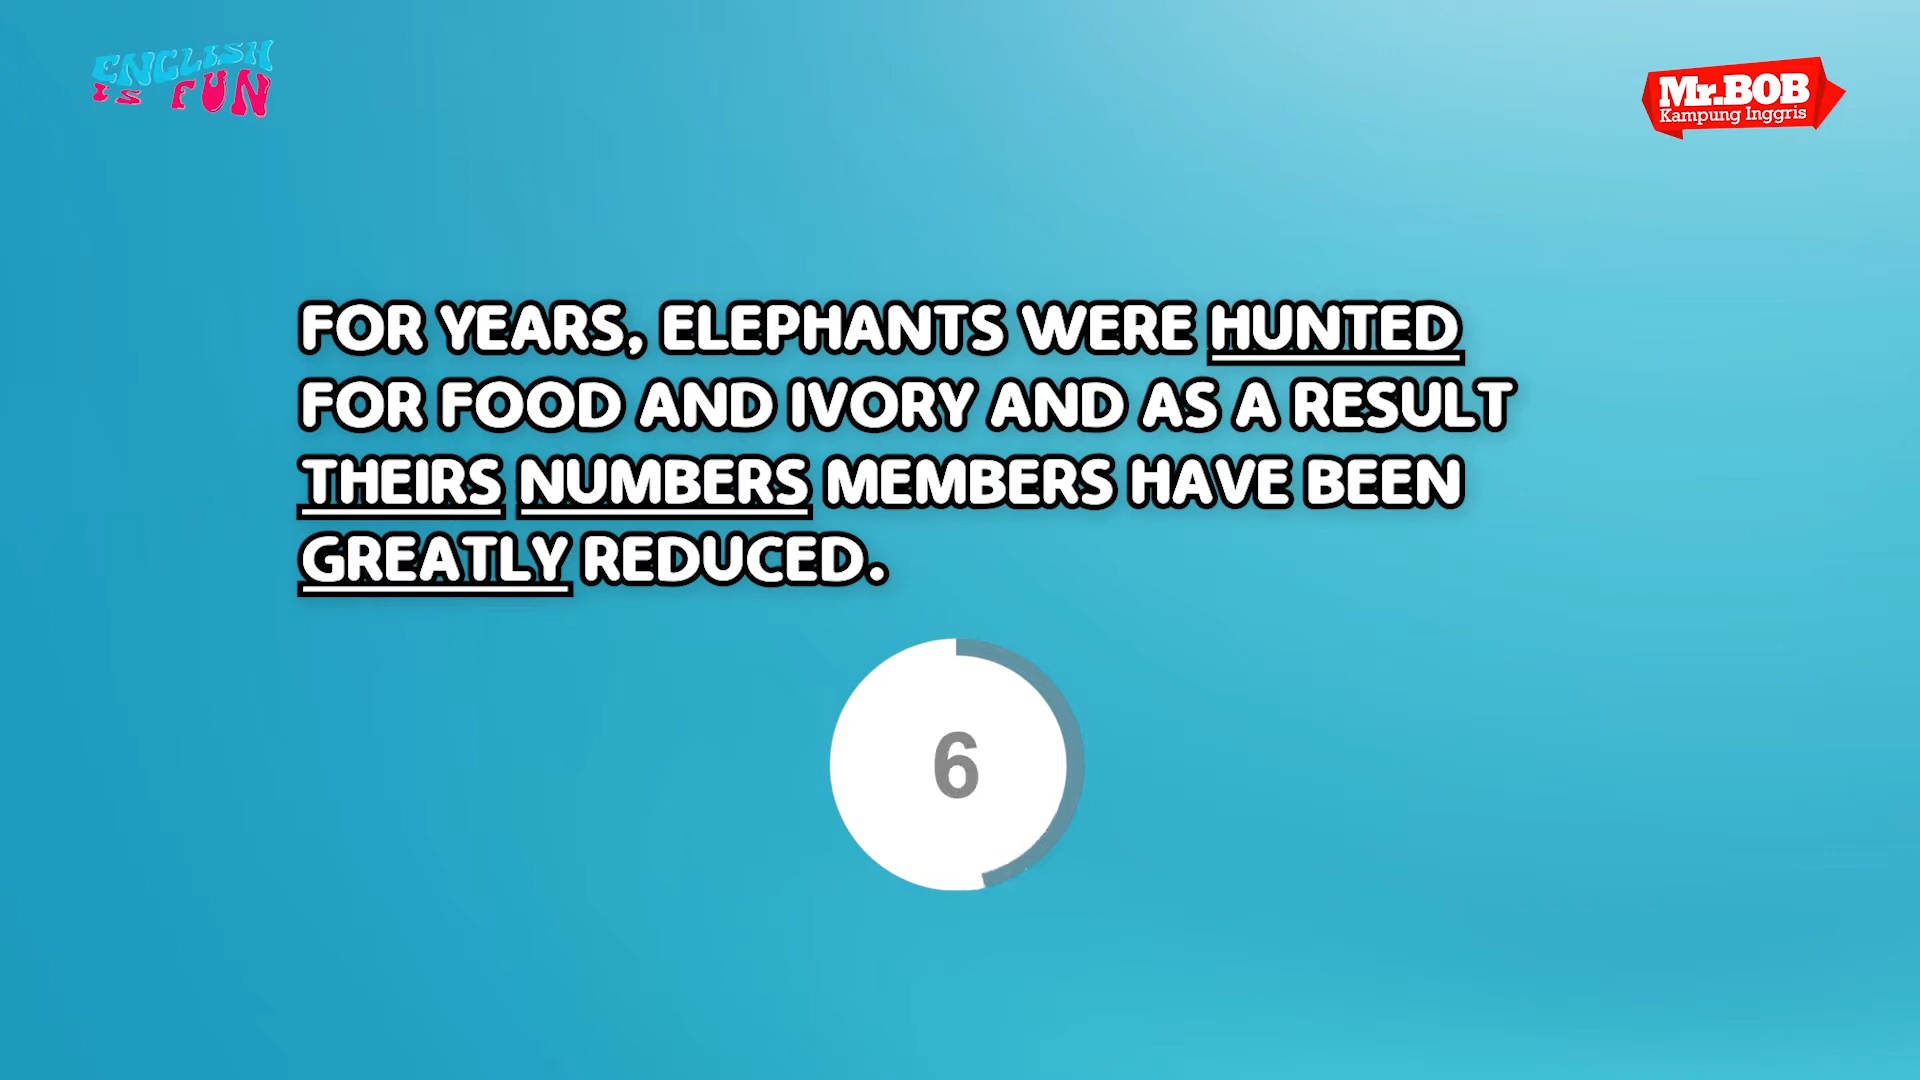 ENGLISH
IS FUN
Mr.BOB
Kampung Inggris
FOR YEARS, ELEPHANTS WERE HUNTED
FOR FOOD AND IVORY AND AS A RESULT
THEIRS NUMBERS MEMBERS HAVE BEEN
GREATLY REDUCED.
6